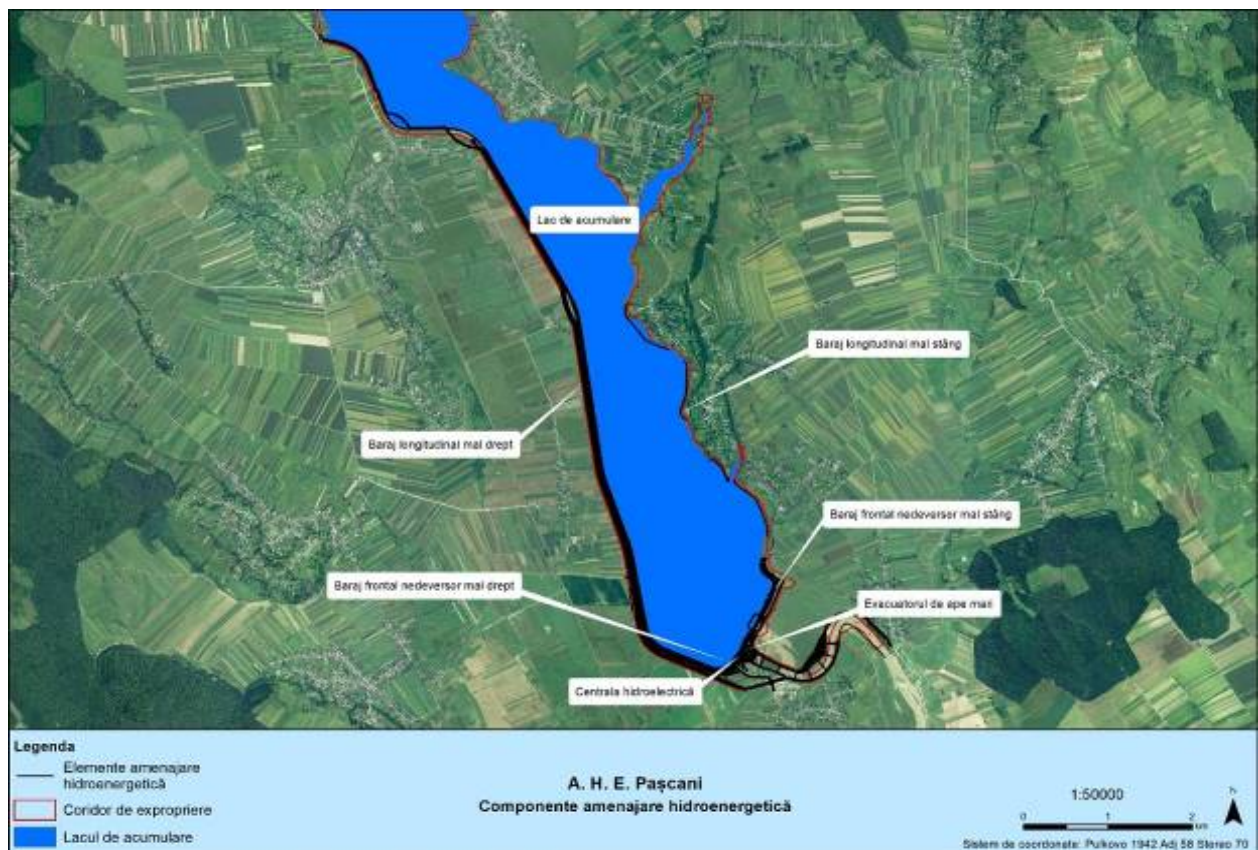 Lac de acumulare
Baraj longitudinal mal stâng
Baraj longitudinal mal drept
Baraj frontal nedeversor mal stâng
Baraj frontal nedeversor mal drept
Evacuatorul de ape mari
Centrala hidroelectrică
Legenda
Elemente amenajare
hidroenergetică
Coridor de expropriere
Lacul de acumulare
A. H. E. Pașcani
Componente amenajare hidroenergetică
1:50000
0 1 2
km
N
Sistem de coordonate: Pulkovo 1942 Adj 58 Stereo 70